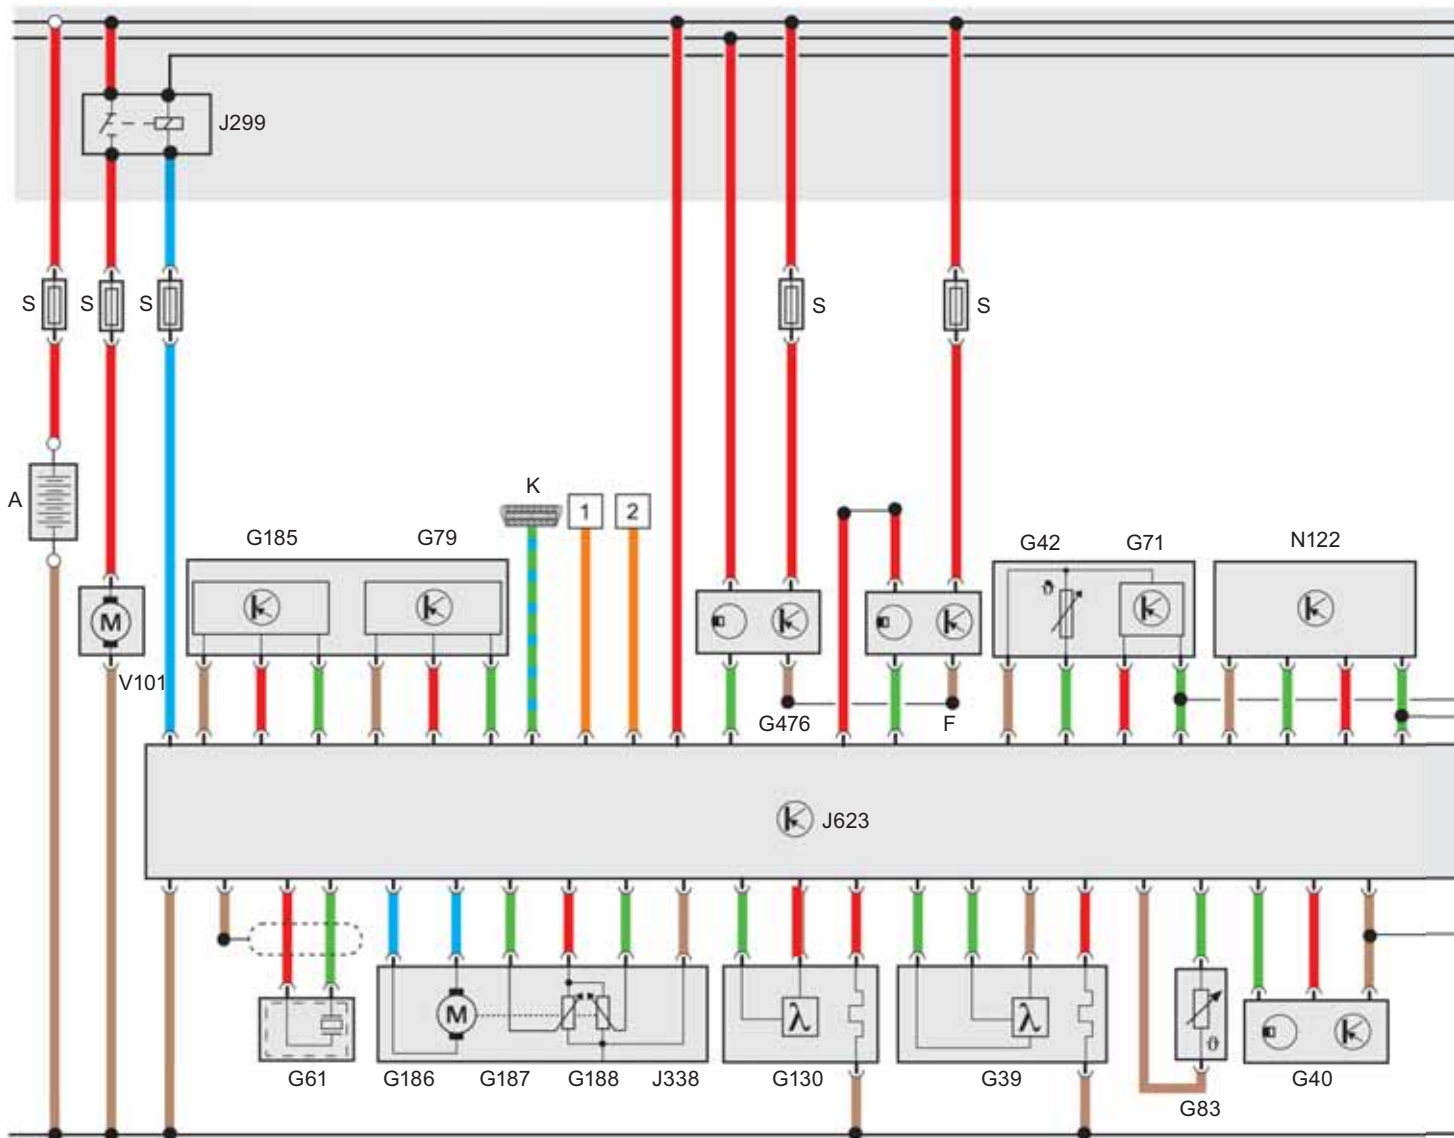 J299
S S S S S
A
K 1 2
G185 G79
G42 G71 N122
M
V101
G476 F
J623
M λ λ
G61 G186 G187 G188 J338 G130 G39 G83 G40
ϑ
ϑ